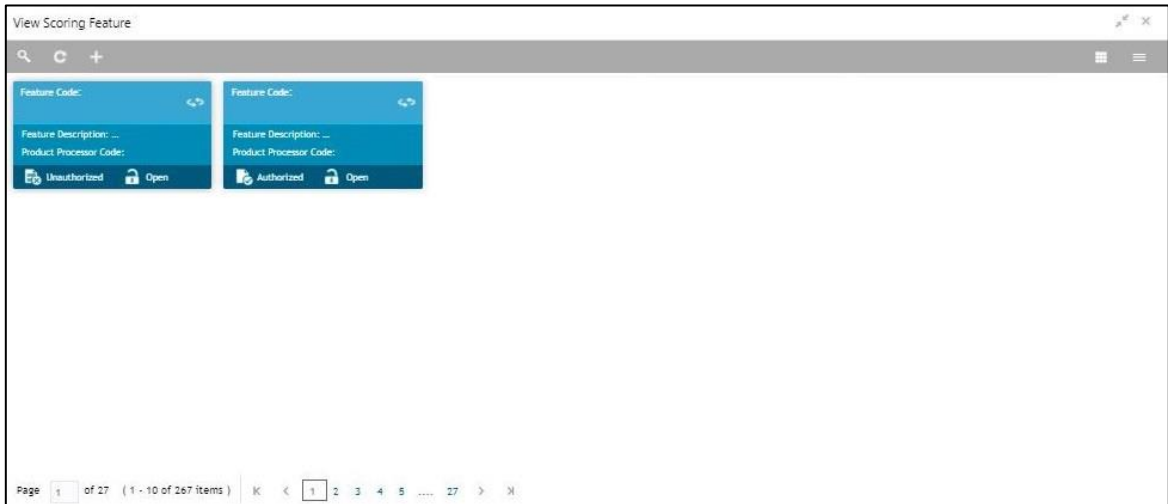 View Scoring Feature
Feature Code:
Feature Description: ...
Product Processor Code:
Unauthorized Open
Feature Code:
Feature Description: ...
Product Processor Code:
Authorized Open
Page 1 of 27 ( 1 - 10 of 267 items ) 1 2 3 4 5 .... 27